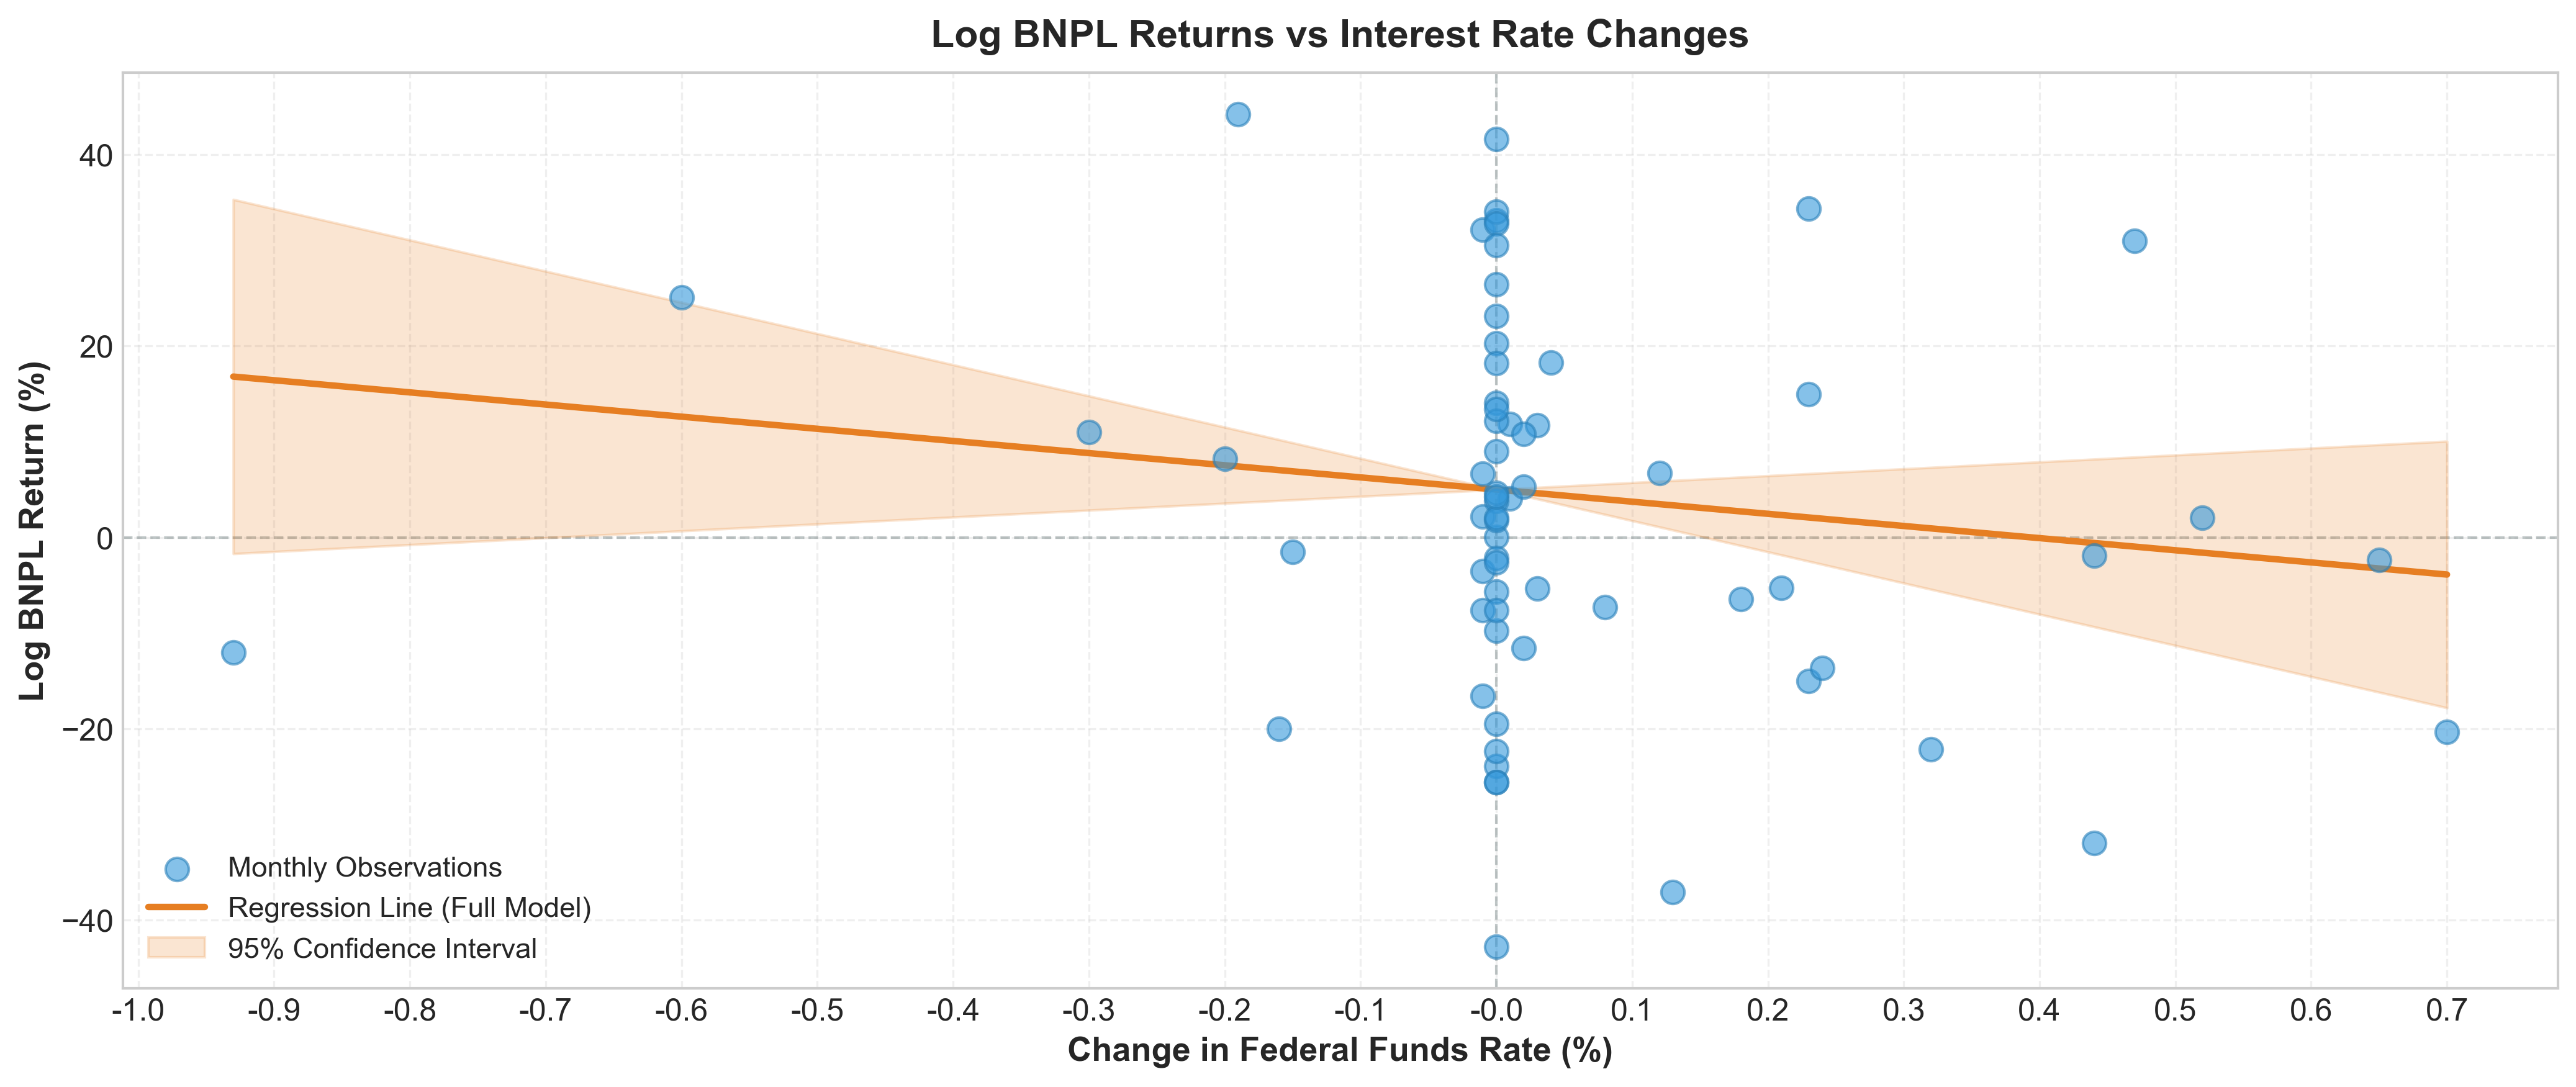 Log BNPL Returns vs Interest Rate Changes
Log BNPL Return (%)
40
20
0
−20
−40
Monthly Observations
Regression Line (Full Model)
95% Confidence Interval
-1.0 -0.9 -0.8 -0.7 -0.6 -0.5 -0.4 -0.3 -0.2 -0.1 -0.0 0.1 0.2 0.3 0.4 0.5 0.6 0.7
Change in Federal Funds Rate (%)